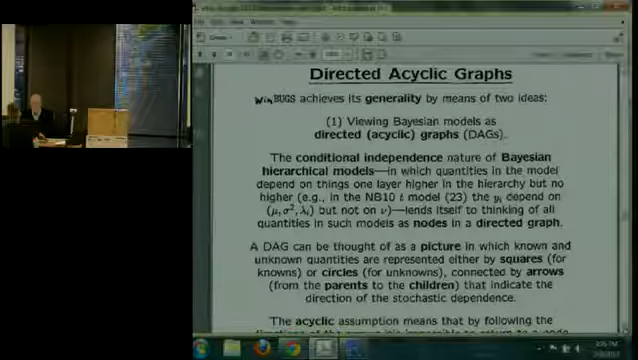 Directed Acyclic Graphs
WinBUGS achieves its generality by means of two ideas:
(1) Viewing Bayesian models as
directed (acyclic) graphs (DAGs).
The conditional independence nature of Bayesian
hierarchical models—in which quantities in the model
depend on things one layer higher in the hierarchy but no
higher (e.g., in the NB10 t model (23) the yᵢ depend on
(μ, σ², λᵢ) but not on ν)—lends itself to thinking of all
quantities in such models as nodes in a directed graph.
A DAG can be thought of as a picture in which known and
unknown quantities are represented either by squares (for
knowns) or circles (for unknowns), connected by arrows
(from the parents to the children) that indicate the
direction of the stochastic dependence.
The acyclic assumption means that by following the